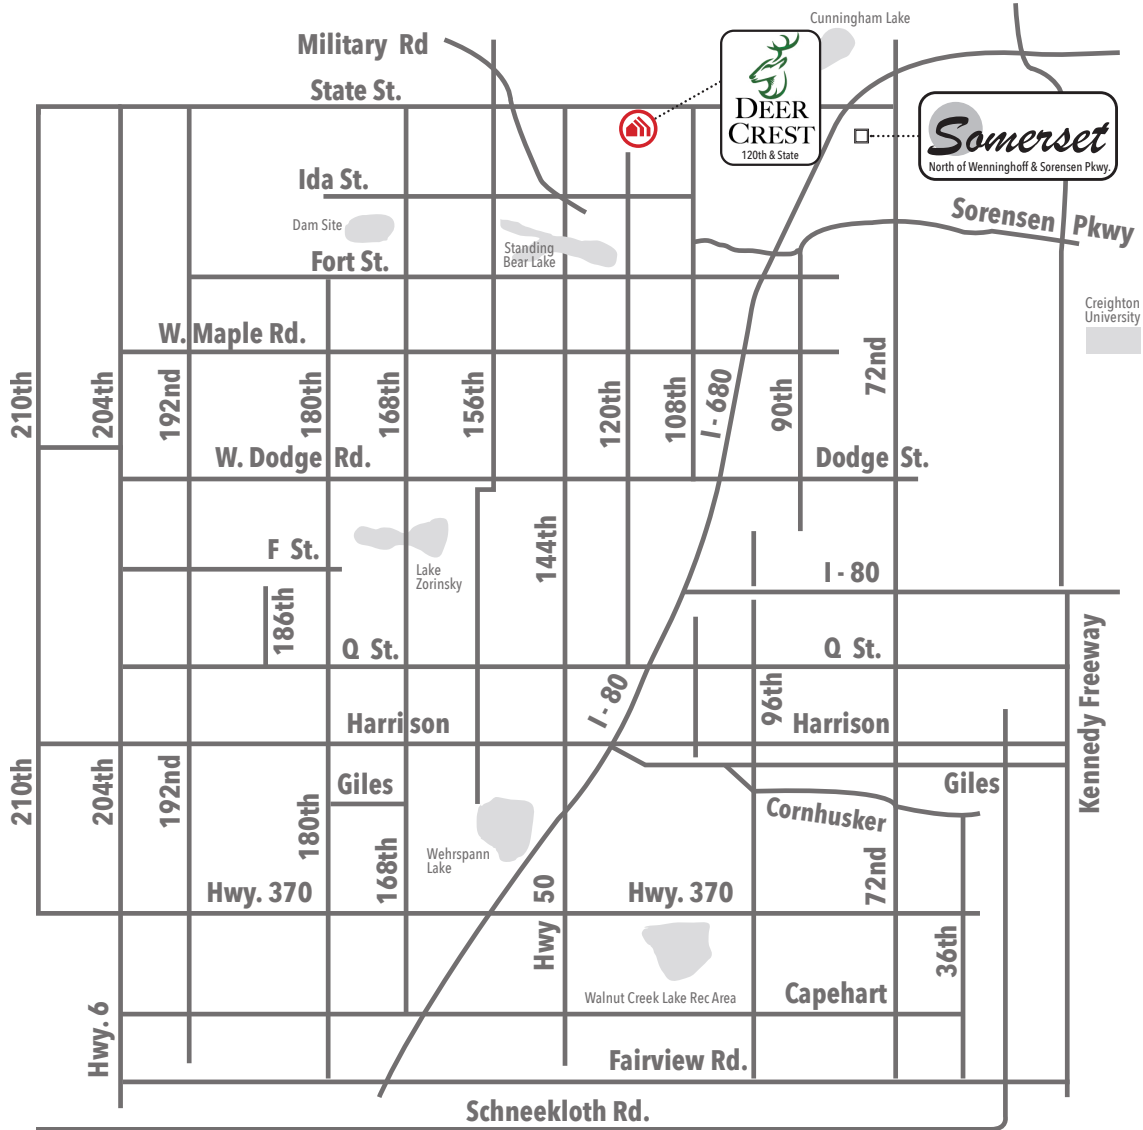 Cunningham Lake
Military Rd
State St.
DEER
CREST
120th & State
Somerset
North of Wenninghoff & Sorensen Pkwy.
Ida St.
Sorensen Pkwy
Dam Site
Standing
Bear Lake
Fort St.
Creighton
University
W. Maple Rd.
210th
204th
192nd
180th
168th
156th
120th
108th
I - 680
90th
72nd
W. Dodge Rd.
Dodge St.
F St.
Lake
Zorinsky
144th
I - 80
186th
Q St.
Q St.
I - 80
96th
Kennedy Freeway
Harrison
Harrison
210th
204th
192nd
180th
Giles
Giles
Cornhusker
168th
Wehrspann
Lake
72nd
Hwy. 370
Hwy 50
Hwy. 370
36th
Walnut Creek Lake Rec Area
Capehart
Hwy. 6
Fairview Rd.
Schneekloth Rd.